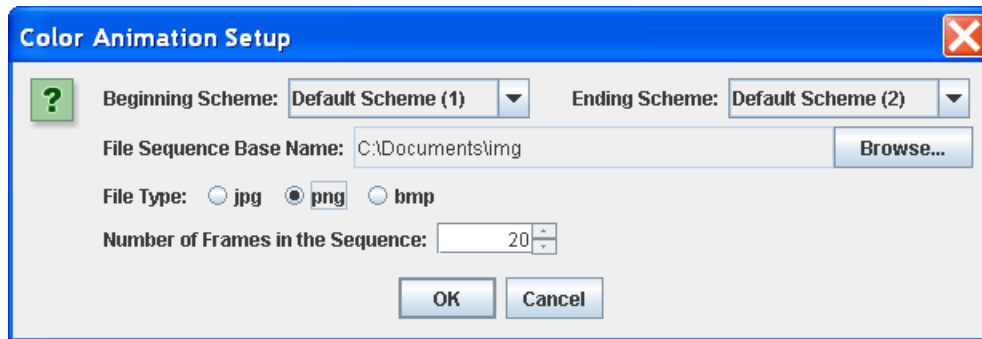 Color Animation Setup
? Beginning Scheme: Default Scheme (1) Ending Scheme: Default Scheme (2)
File Sequence Base Name: C:\Documents\img Browse...
File Type: jpg png bmp
Number of Frames in the Sequence: 20
OK Cancel